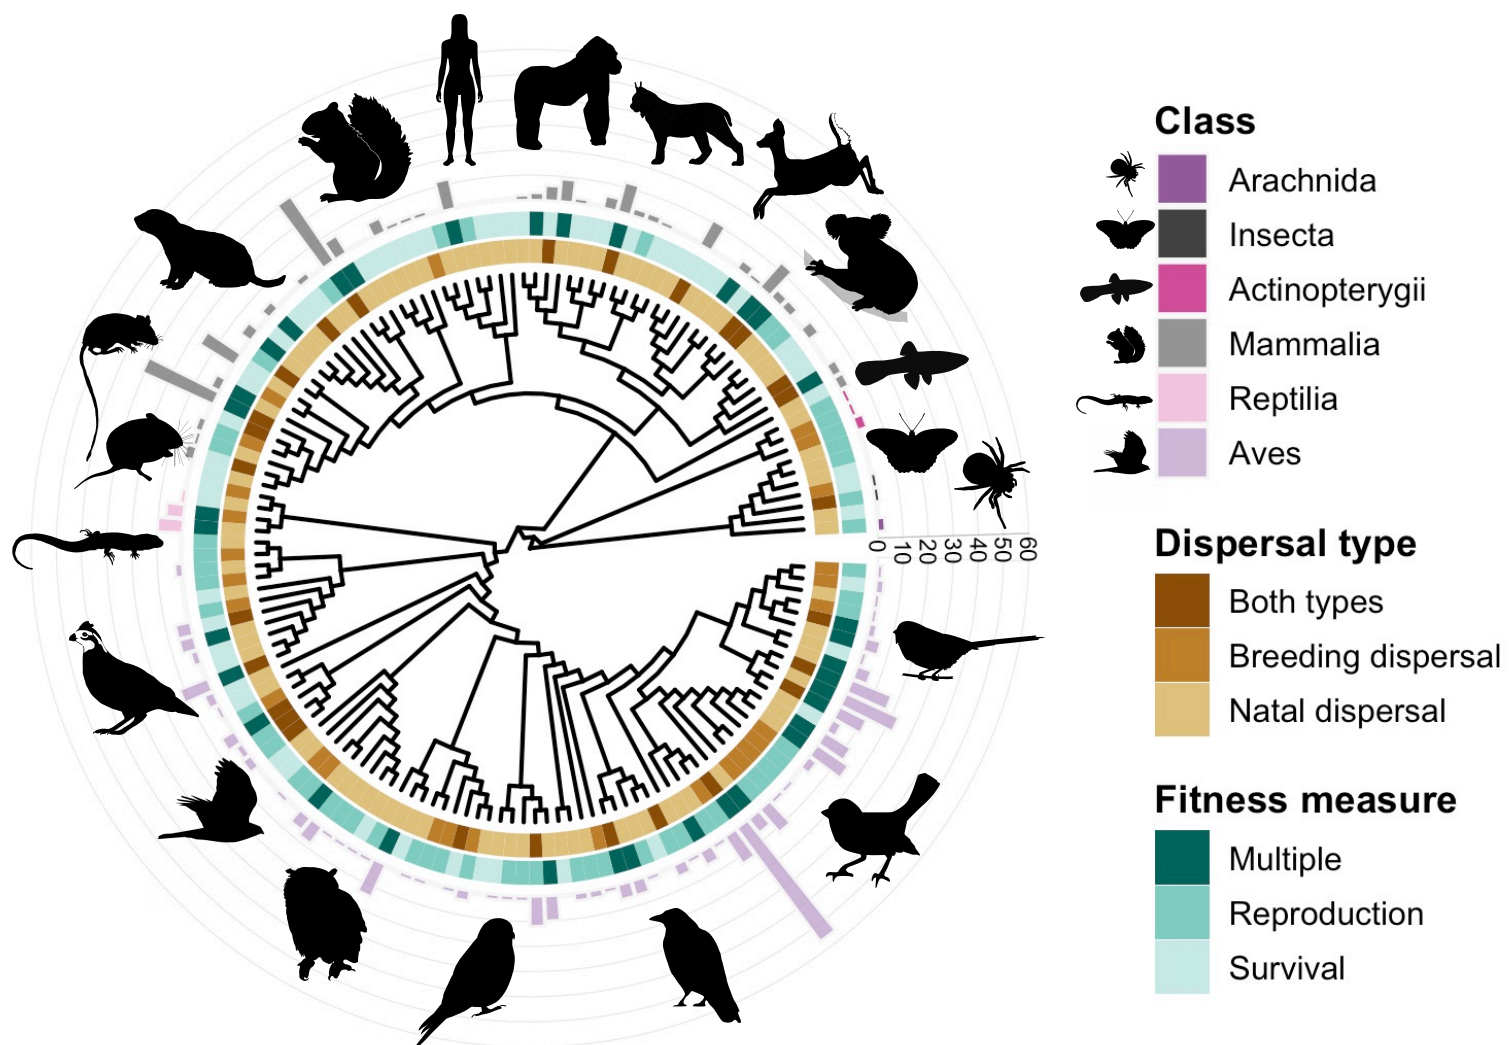 Class
Arachnida
Insecta
Actinopterygii
Mammalia
Reptilia
Aves
Dispersal type
Both types
Breeding dispersal
Natal dispersal
Fitness measure
Multiple
Reproduction
Survival
0 10 20 30 40 50 60